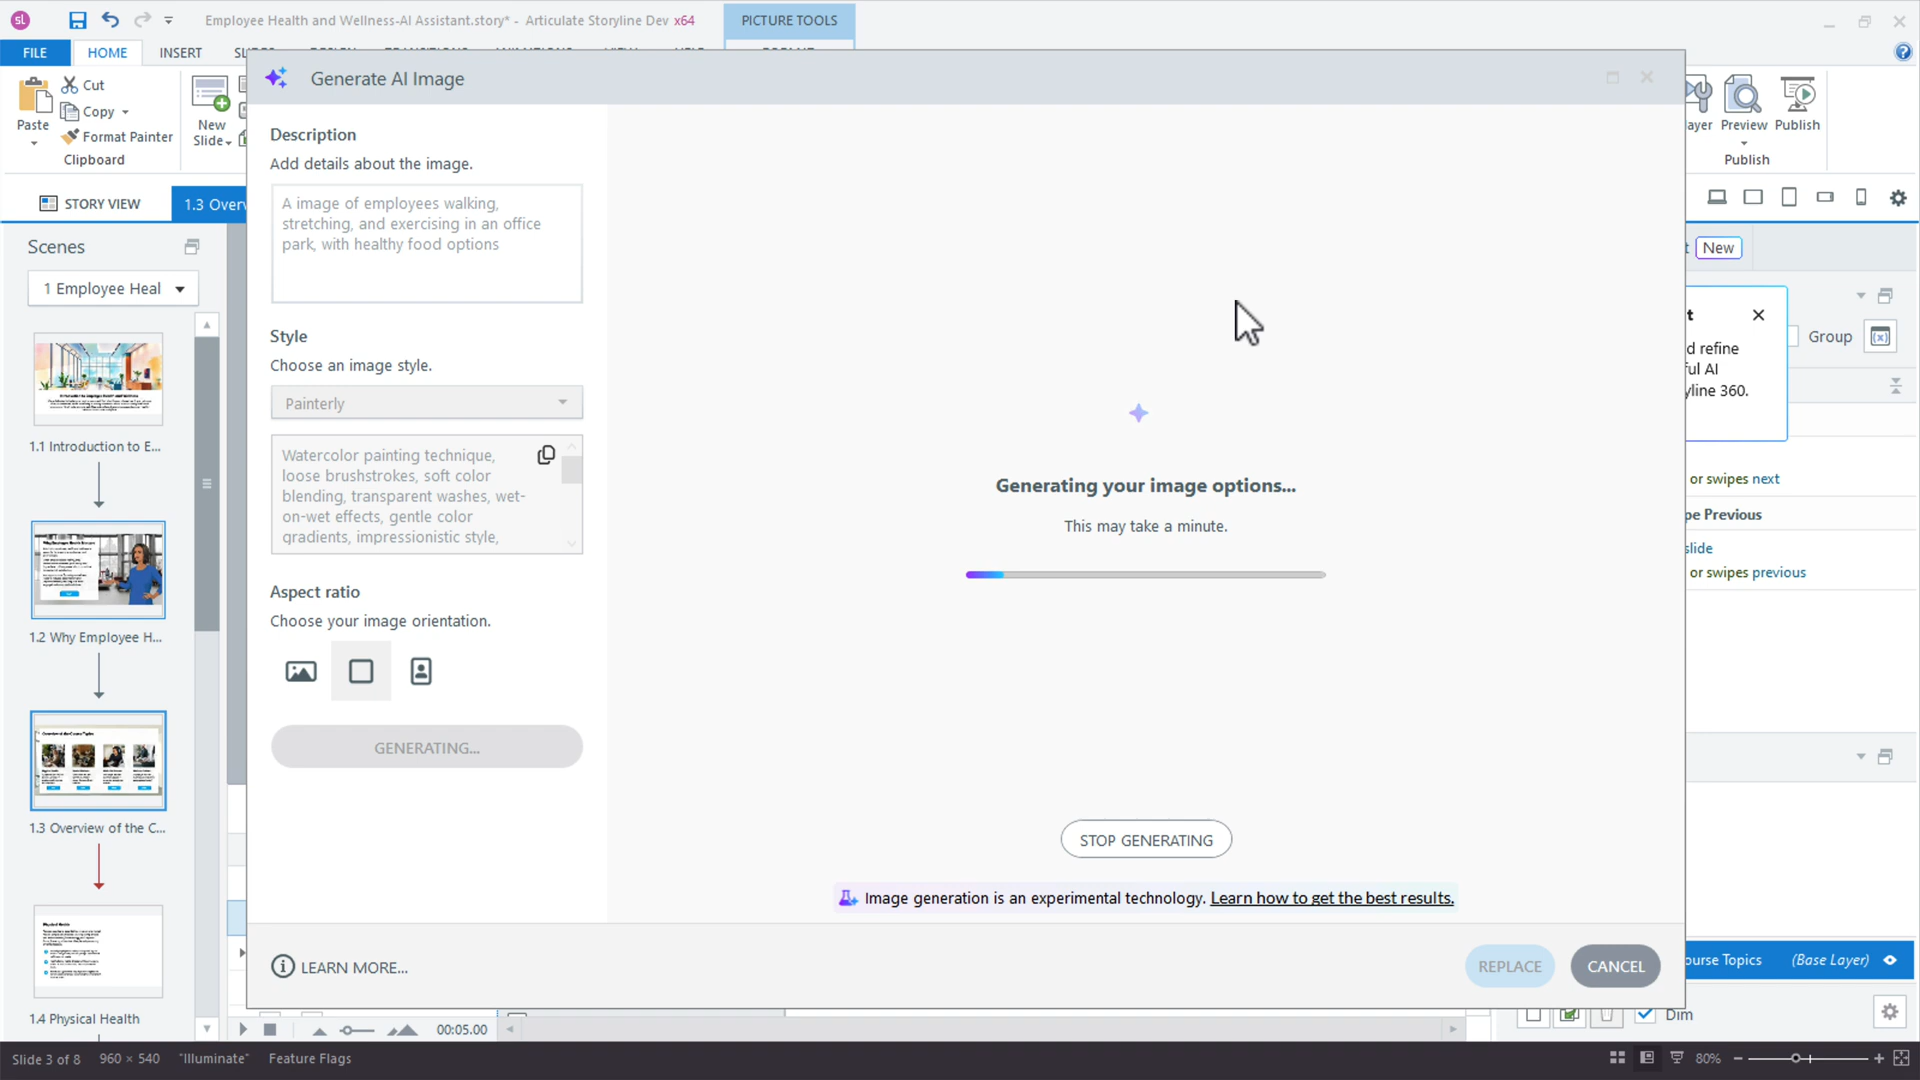 sl
Employee Health and Wellness-AI Assistant.story* - Articulate Storyline Dev x64
PICTURE TOOLS
FILE
HOME
INSERT
Generate AI Image
Paste
Cut
Copy
Format Painter
Clipboard
New
Slide
Preview
Publish
Publish
STORY VIEW
1.3 Overv
Scenes
1 Employee Heal
1.1 Introduction to E...
1.2 Why Employee H...
1.3 Overview of the C...
Physical Health
1.4 Physical Health
Description
Add details about the image.
A image of employees walking,
stretching, and exercising in an office
park, with healthy food options
Style
Choose an image style.
Painterly
Watercolor painting technique,
loose brushstrokes, soft color
blending, transparent washes, wet-
on-wet effects, gentle color
gradients, impressionistic style,
Aspect ratio
Choose your image orientation.
GENERATING...
Generating your image options...
This may take a minute.
STOP GENERATING
Image generation is an experimental technology. Learn how to get the best results.
LEARN MORE...
REPLACE
CANCEL
t New
t
d refine
ful AI
yline 360.
Group
or swipes next
pe Previous
slide
or swipes previous
ourse Topics (Base Layer)
Dim
00:05.00
Slide 3 of 8
960 × 540
"Illuminate"
Feature Flags
80%